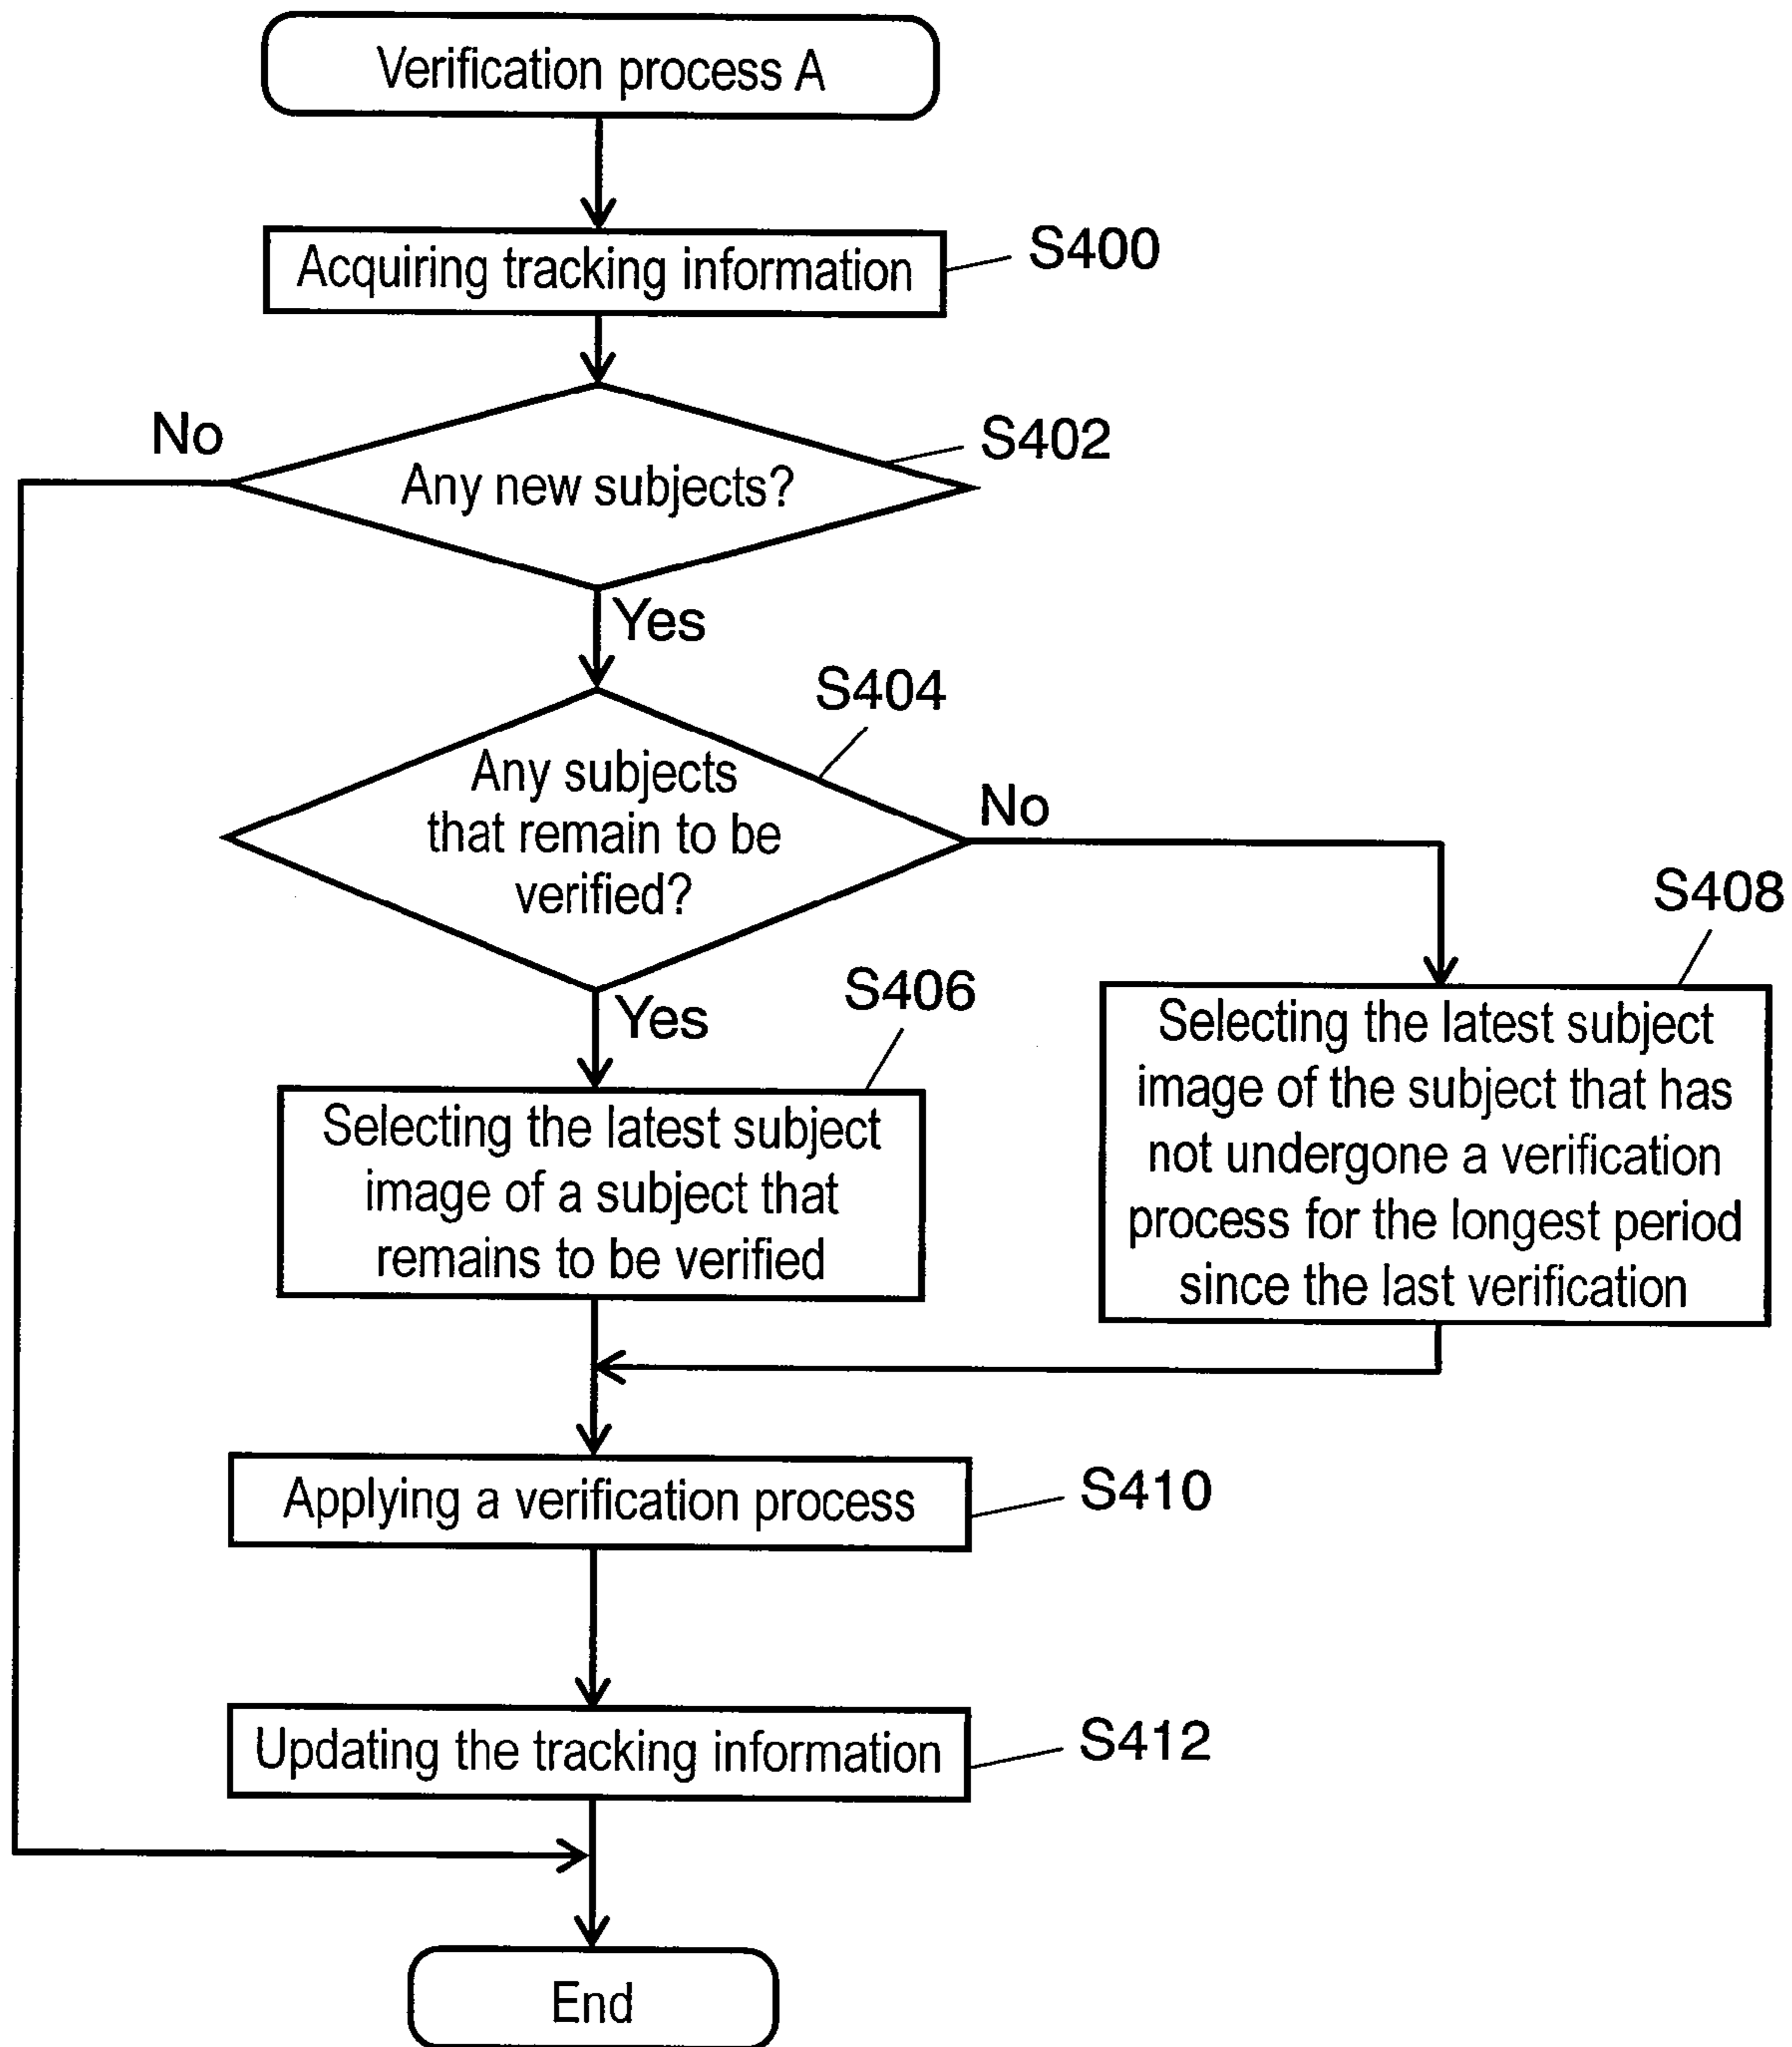 Verification process A
Acquiring tracking information
S400
No
Any new subjects?
S402
Yes
S404
Any subjects
that remain to be
verified?
No
S408
Yes
S406
Selecting the latest subject
image of a subject that
remains to be verified
Selecting the latest subject
image of the subject that has
not undergone a verification
process for the longest period
since the last verification
Applying a verification process
S410
Updating the tracking information
S412
End